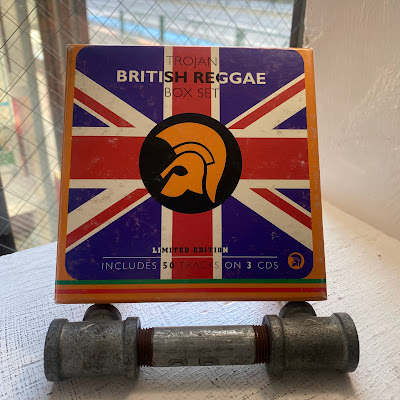 TROJAN
BRITISH REGGAE
BOX SET
LIMITED EDITION
INCLUDES 50 TRACKS ON 3 CDS